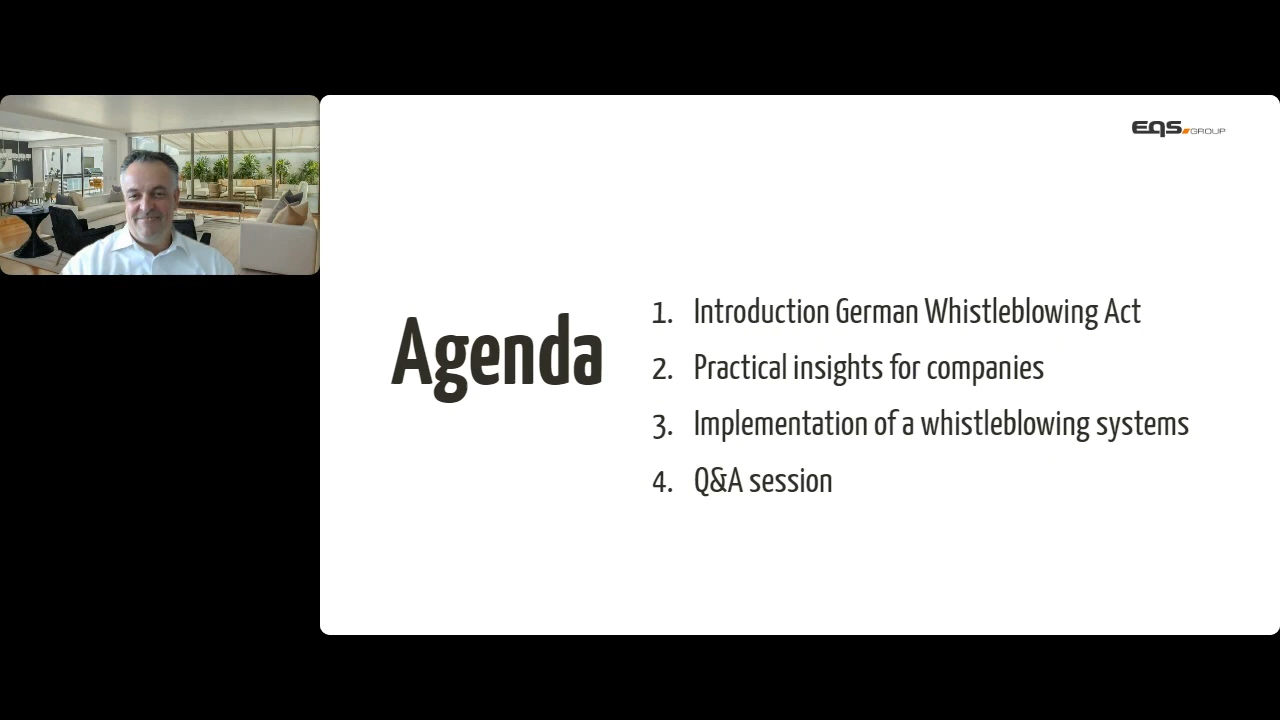 EQS GROUP
Agenda
1. Introduction German Whistleblowing Act
2. Practical insights for companies
3. Implementation of a whistleblowing systems
4. Q&A session